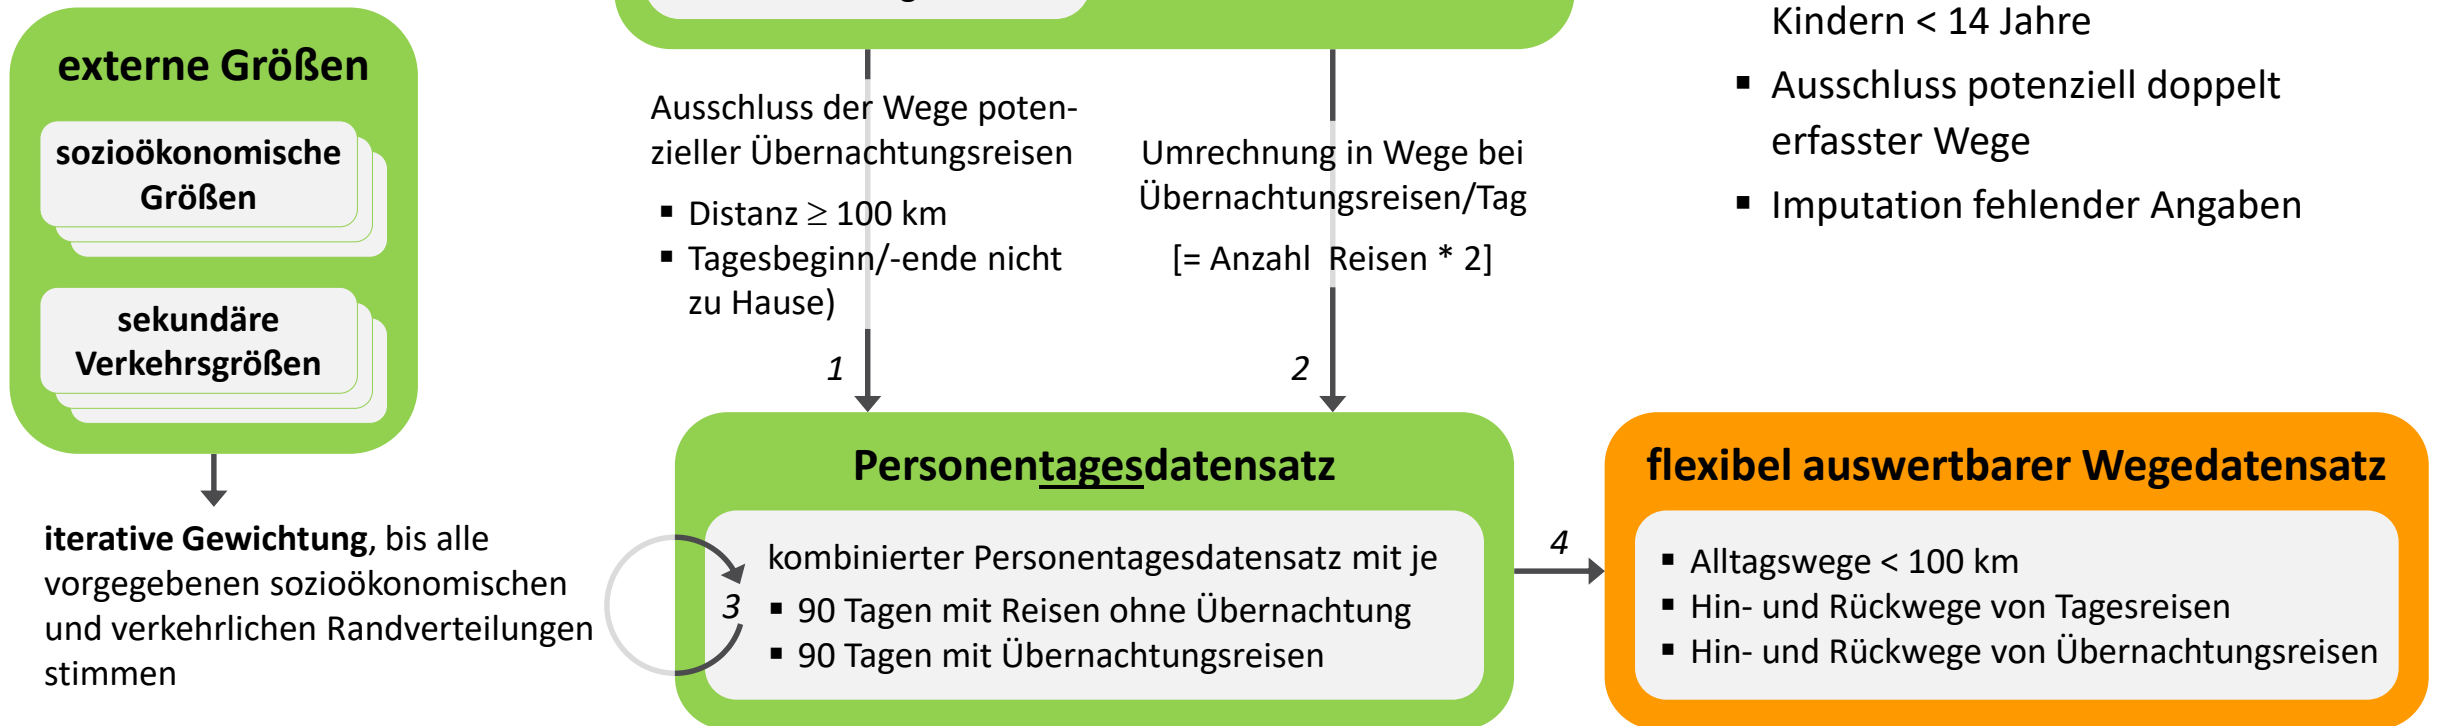 externe Größen
sozioökonomische
Größen
sekundäre
Verkehrsgrößen
iterative Gewichtung, bis alle
vorgegebenen sozioökonomischen
und verkehrlichen Randverteilungen
stimmen
Ausschluss der Wege poten-
zieller Übernachtungsreisen
▪ Distanz ≥ 100 km
▪ Tagesbeginn/-ende nicht
zu Hause)
1
Umrechnung in Wege bei
Übernachtungsreisen/Tag
[= Anzahl Reisen * 2]
2
Kindern < 14 Jahre
▪ Ausschluss potenziell doppelt
erfasster Wege
▪ Imputation fehlender Angaben
Personentagesdatensatz
kombinierter Personentagesdatensatz mit je
3
▪ 90 Tagen mit Reisen ohne Übernachtung
▪ 90 Tagen mit Übernachtungsreisen
4
flexibel auswertbarer Wegedatensatz
▪ Alltagswege < 100 km
▪ Hin- und Rückwege von Tagesreisen
▪ Hin- und Rückwege von Übernachtungsreisen